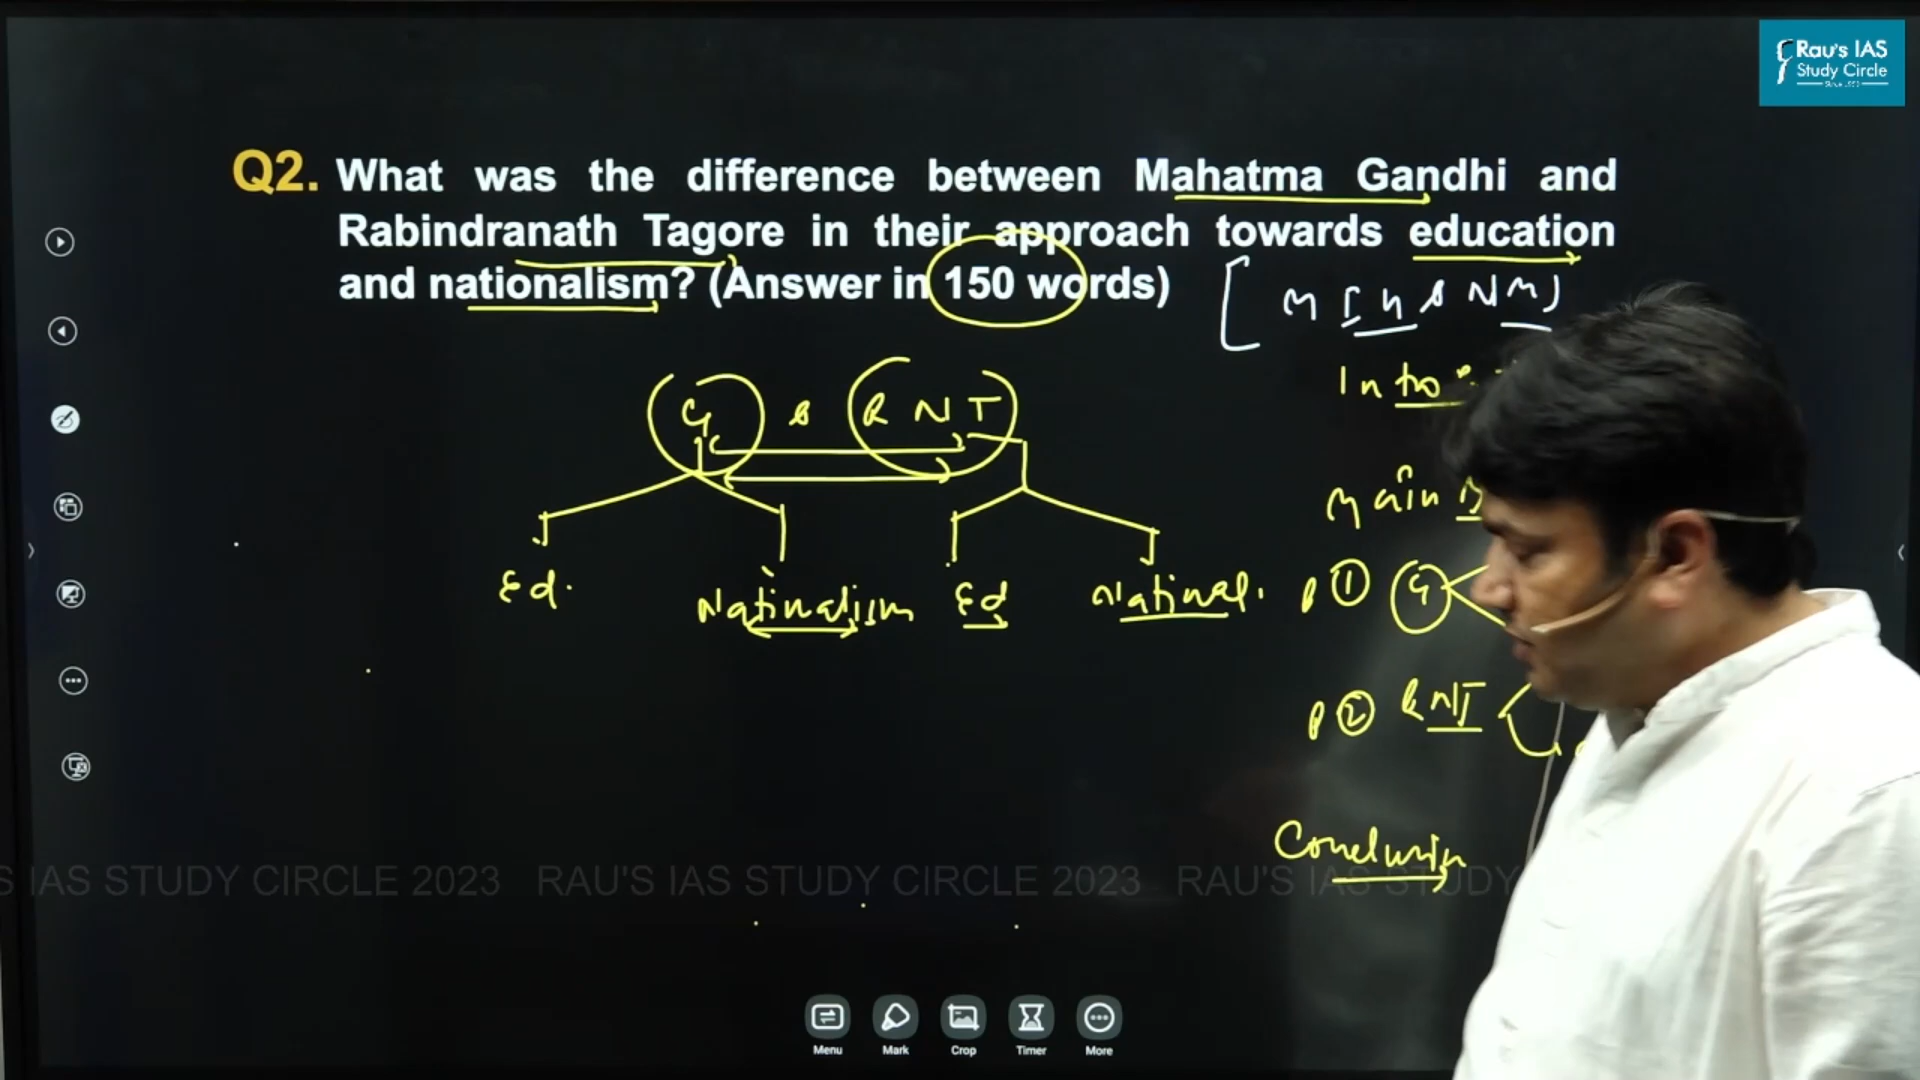 Rau's IAS
Study Circle
Since 1953
Q2. What was the difference between Mahatma Gandhi and
Rabindranath Tagore in their approach towards education
and nationalism? (Answer in 150 words)
Intro
G & RNT
Main
Ed. Nationalism Ed National.
P ① G
P ② RNT
Conclusion
S IAS STUDY CIRCLE 2023 RAU'S IAS STUDY CIRCLE 2023 RAU'S IAS STUDY
Menu Mark Crop Timer More